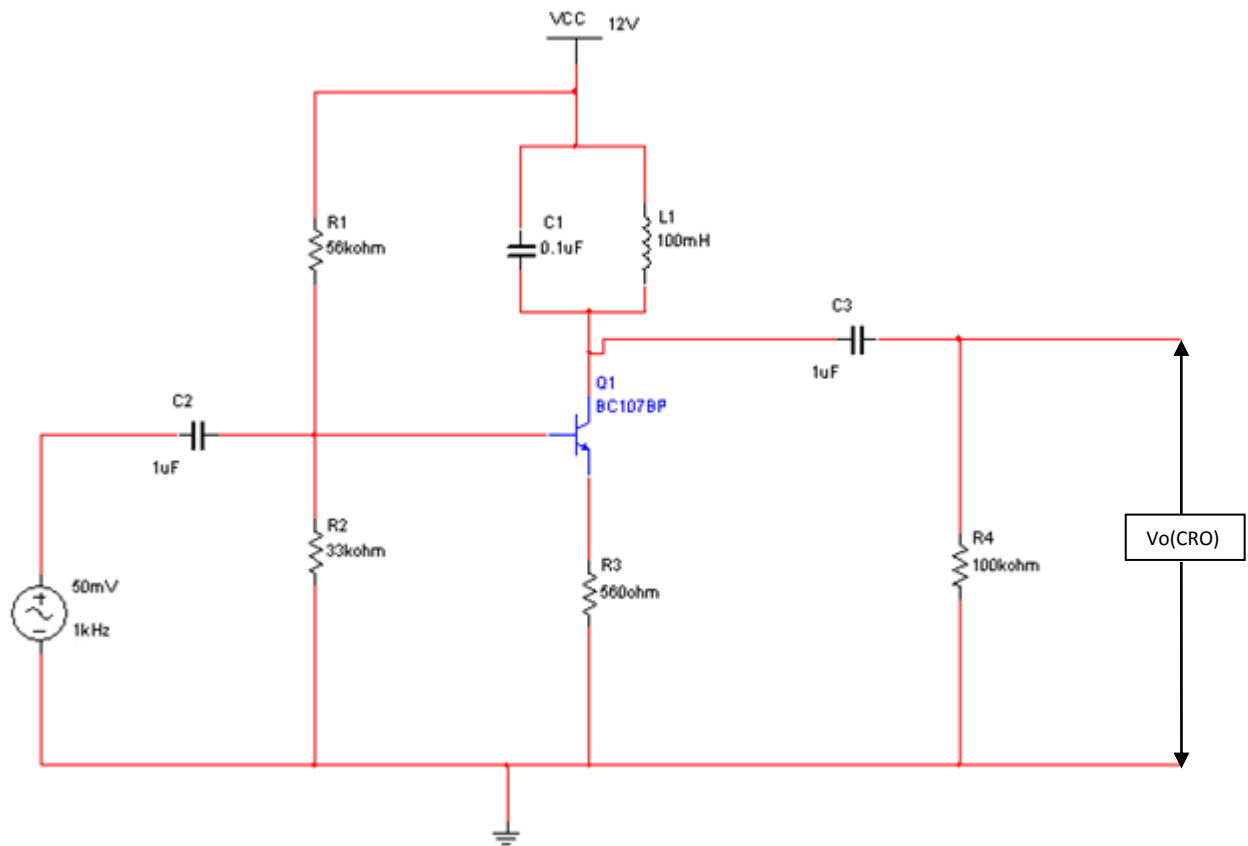 VCC 12V
R1
56kohm
C1
0.1uF
L1
100mH
C3
1uF
Q1
BC107BP
C2
1uF
R2
33kohm
R3
560ohm
R4
100kohm
Vo(CRO)
50mV
1kHz